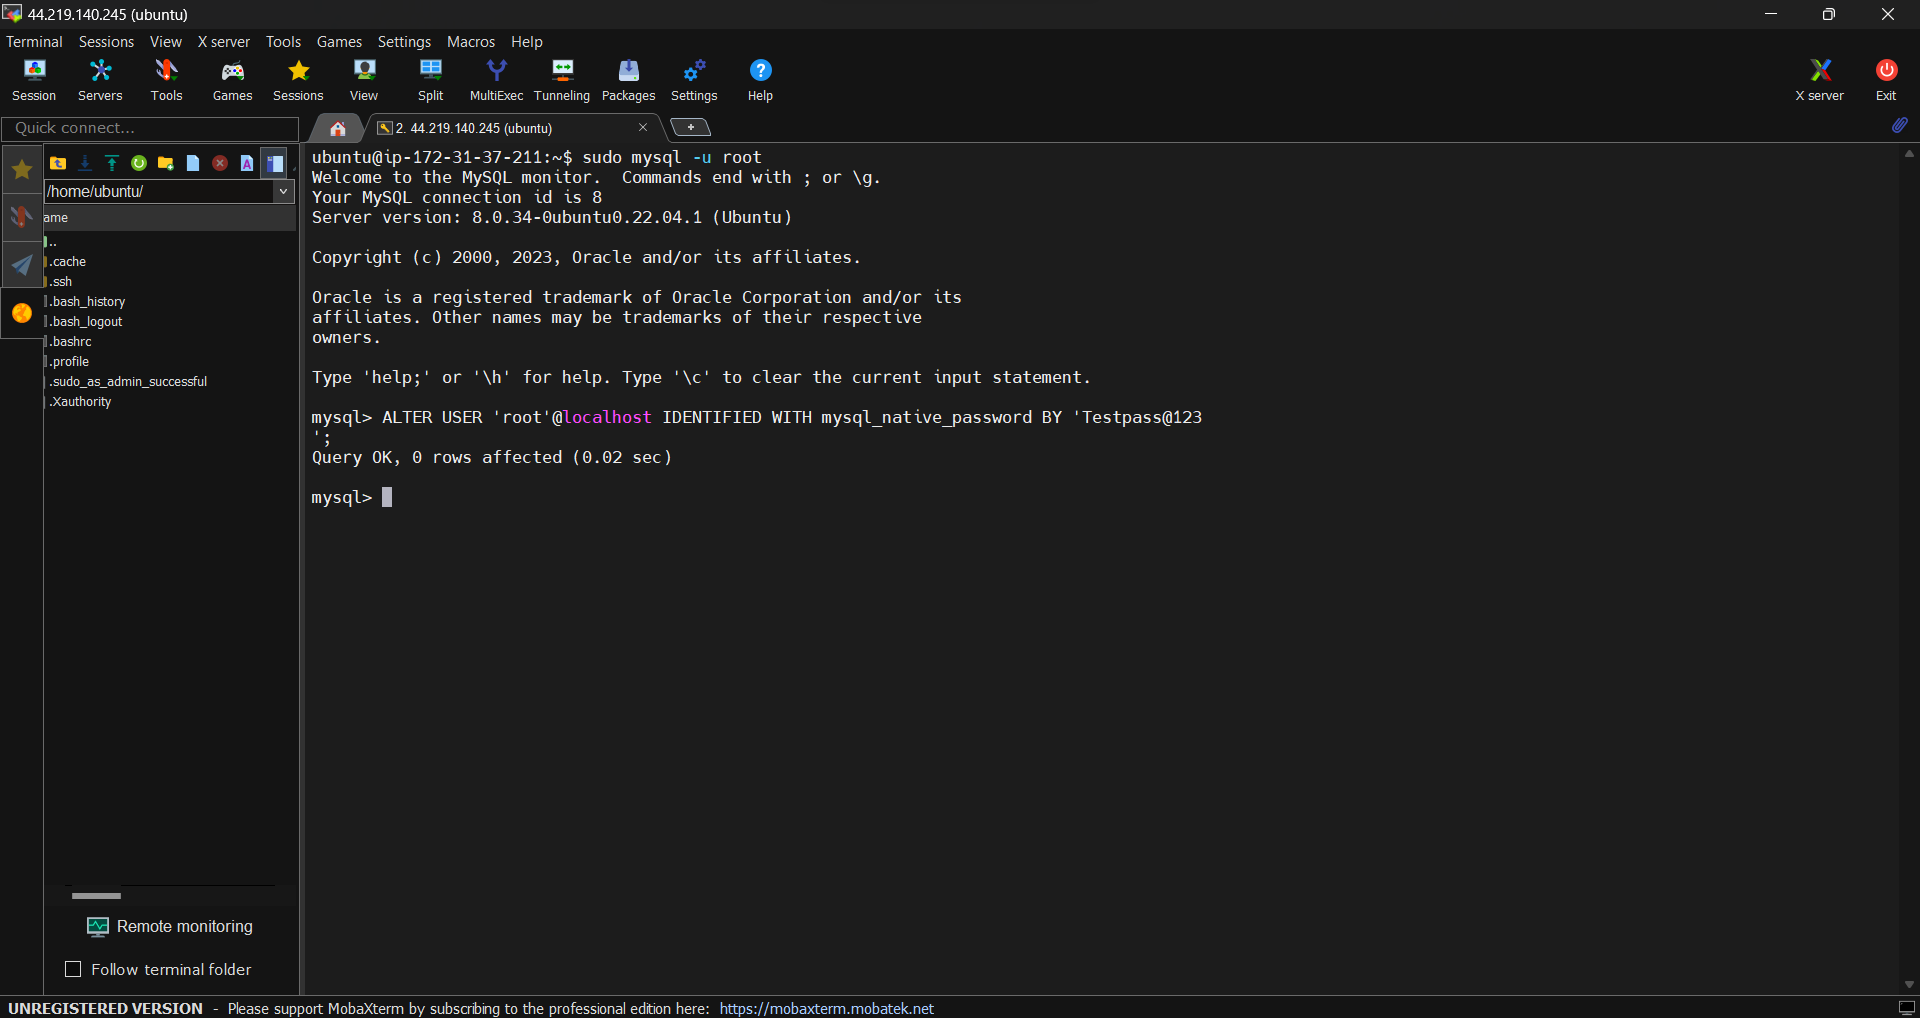 44.219.140.245 (ubuntu)
Terminal Sessions View X server Tools Games Settings Macros Help
Session Servers Tools Games Sessions View Split MultiExec Tunneling Packages Settings Help X server Exit
Quick connect...
2. 44.219.140.245 (ubuntu)
/home/ubuntu/
ame
..
.cache
.ssh
.bash_history
.bash_logout
.bashrc
.profile
.sudo_as_admin_successful
.Xauthority
Remote monitoring
Follow terminal folder
ubuntu@ip-172-31-37-211:~$ sudo mysql -u root
Welcome to the MySQL monitor.  Commands end with ; or \g.
Your MySQL connection id is 8
Server version: 8.0.34-0ubuntu0.22.04.1 (Ubuntu)
Copyright (c) 2000, 2023, Oracle and/or its affiliates.
Oracle is a registered trademark of Oracle Corporation and/or its
affiliates. Other names may be trademarks of their respective
owners.
Type 'help;' or '\h' for help. Type '\c' to clear the current input statement.
mysql> ALTER USER 'root'@localhost IDENTIFIED WITH mysql_native_password BY 'Testpass@123
';
Query OK, 0 rows affected (0.02 sec)
mysql>
UNREGISTERED VERSION - Please support MobaXterm by subscribing to the professional edition here: https://mobaxterm.mobatek.net